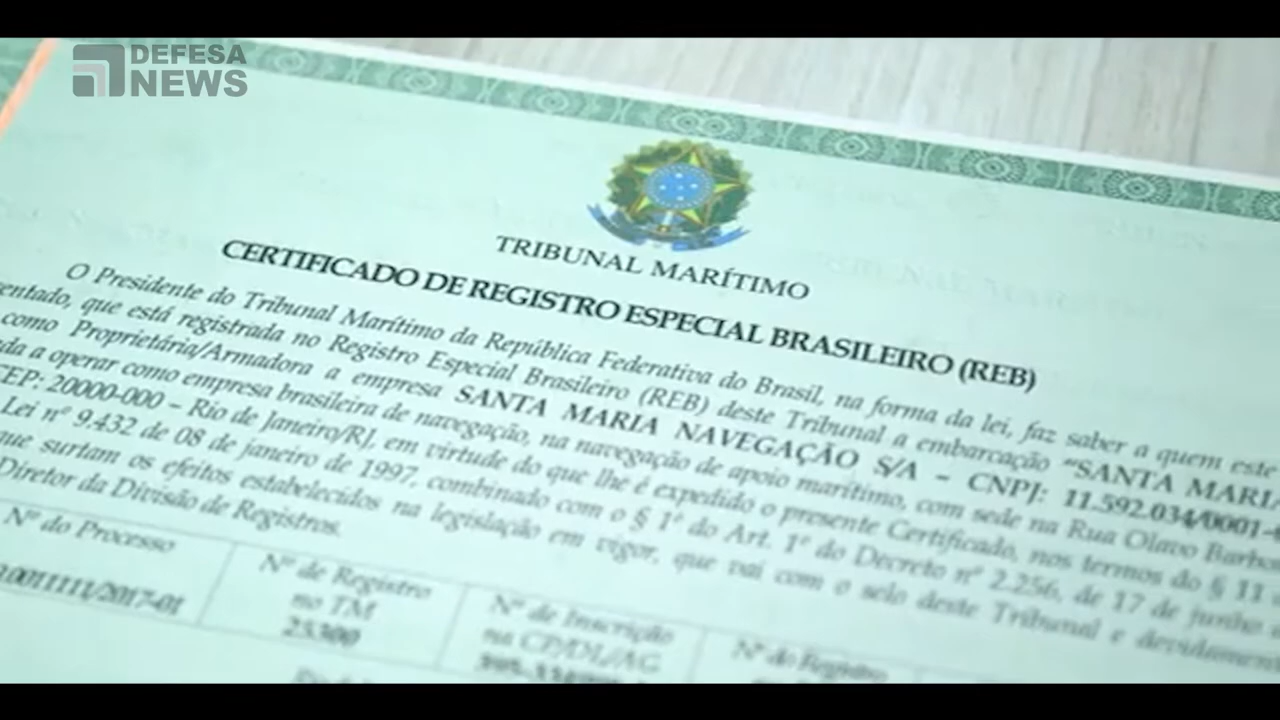 DEFESA
NEWS
TRIBUNAL MARÍTIMO
CERTIFICADO DE REGISTRO ESPECIAL BRASILEIRO (REB)
O Presidente do Tribunal Marítimo da República Federativa do Brasil, na forma da lei, faz saber a quem este
que está registrada no Registro Especial Brasileiro (REB) deste Tribunal a embarcação "SANTA MARIA
como Proprietária/Armadora a empresa SANTA MARIA NAVEGAÇÃO S/A – CNPJ: 11.592.034/0001-
a operar como empresa brasileira de navegação, na navegação de apoio marítimo, com sede na Rua Olavo
CEP: 20000-000 – Rio de Janeiro/RJ, em virtude do que lhe é expedido o presente Certificado, nos termos do § 11
Lei nº 9.432 de 08 de janeiro de 1997, combinado com o § 1º do Art. 1º do Decreto nº 2.256, de 17 de junho
que surtam os efeitos estabelecidos na legislação em vigor, que vai com o selo deste Tribunal e devidamente
Diretor da Divisão de Registros.
Nº do Processo
Nº de Registro
no TM
25300
Nº de Inscrição
na CP/DL/AG
Nº do Registro